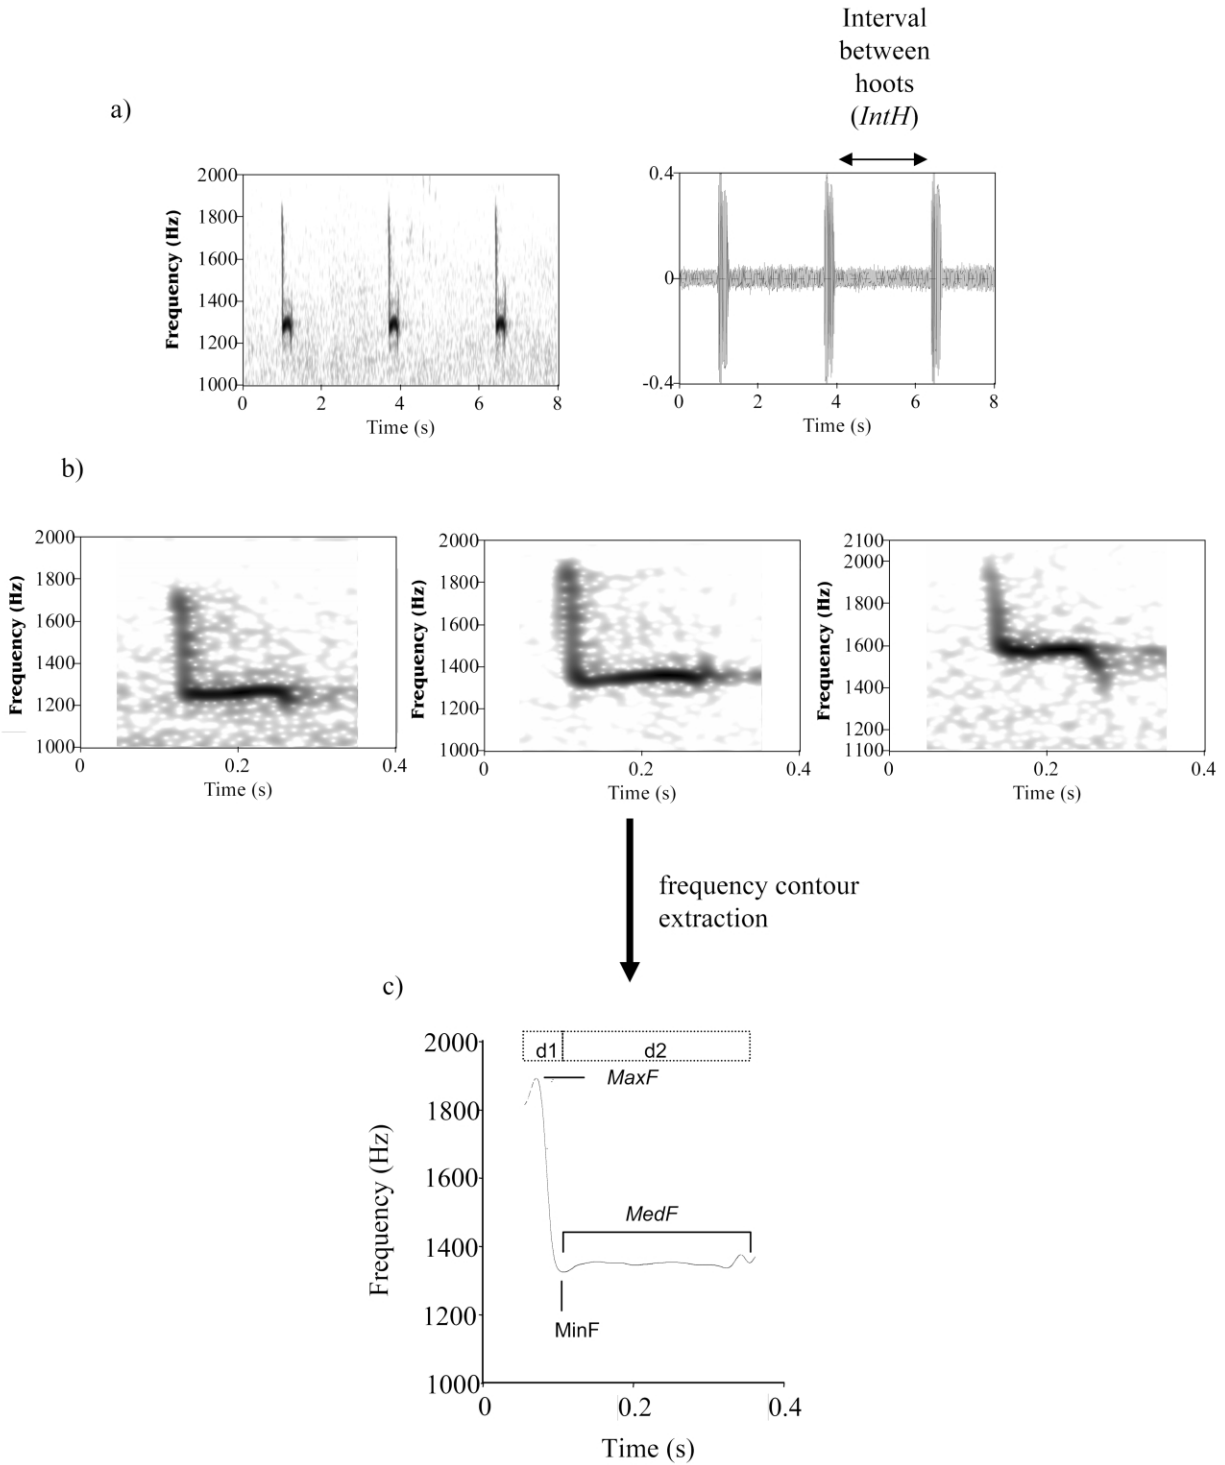 Interval
between
hoots
(IntH)
a)
2000
1800
1600
1400
1200
1000
Frequency (Hz)
0 2 4 6 8
Time (s)
0.4
0
-0.4
0 2 4 6 8
Time (s)
b)
2000
1800
1600
1400
1200
1000
Frequency (Hz)
0 0.2 0.4
Time (s)
2000
1800
1600
1400
1200
1000
Frequency (Hz)
0 0.2 0.4
Time (s)
2100
2000
1800
1600
1400
1200
1100
Frequency (Hz)
0 0.2 0.4
Time (s)
frequency contour
extraction
c)
2000
1800
1600
1400
1200
1000
Frequency (Hz)
d1 d2
MaxF
MedF
MinF
0 0.2 0.4
Time (s)